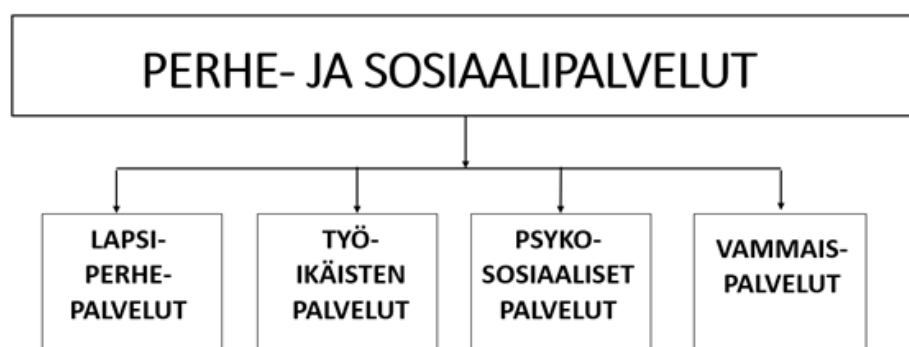 PERHE- JA SOSIAALIPALVELUT
LAPSI-
PERHE-
PALVELUT
TYÖ-
IKÄISTEN
PALVELUT
PSYKO-
SOSIAALISET
PALVELUT
VAMMAIS-
PALVELUT